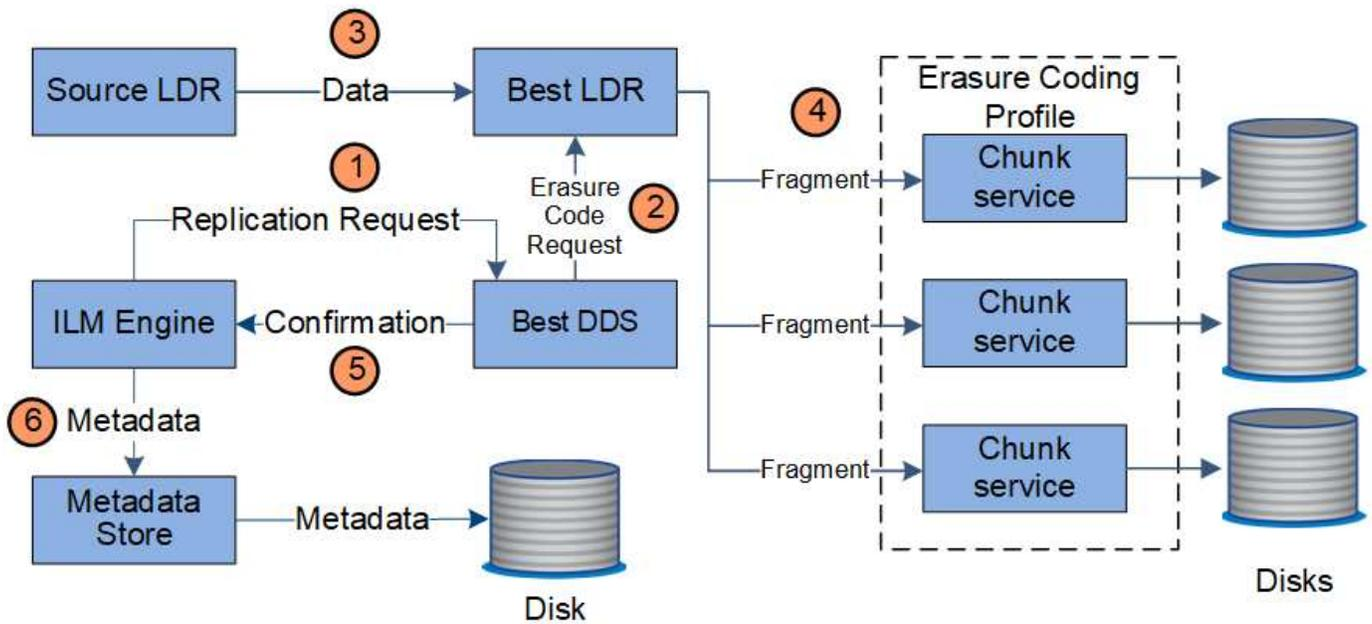 3
Source LDR
Data
Best LDR
4
Erasure Coding
Profile
Chunk
service
Fragment
1
Replication Request
Erasure
Code
Request
2
ILM Engine
Confirmation
Best DDS
5
Fragment
Chunk
service
6
Metadata
Metadata
Store
Metadata
Disk
Fragment
Chunk
service
Disks